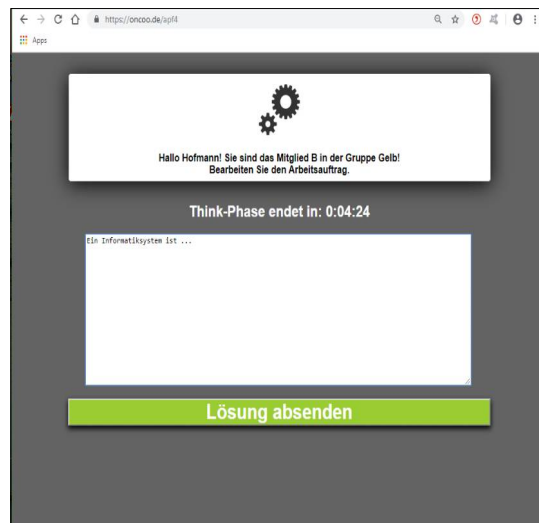 https://oncoo.de/apf4
Apps
Hallo Hofmann! Sie sind das Mitglied B in der Gruppe Gelb!
Bearbeiten Sie den Arbeitsauftrag.
Think-Phase endet in: 0:04:24
Ein Informatiksystem ist ...
Lösung absenden